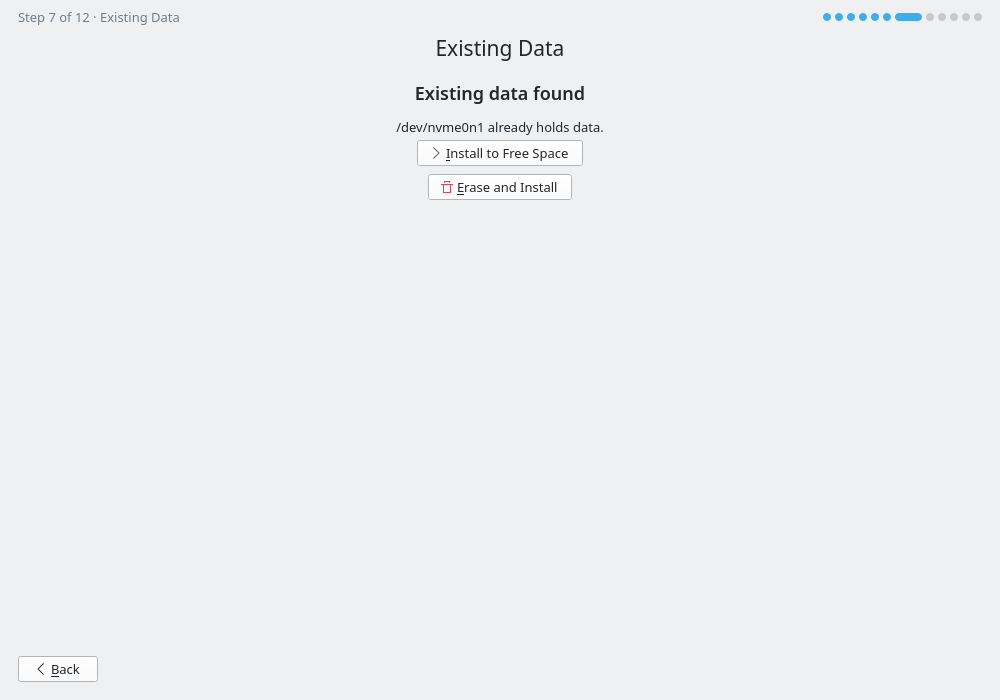 Step 7 of 12 · Existing Data
Existing Data
Existing data found
/dev/nvme0n1 already holds data.
Install to Free Space
Erase and Install
Back